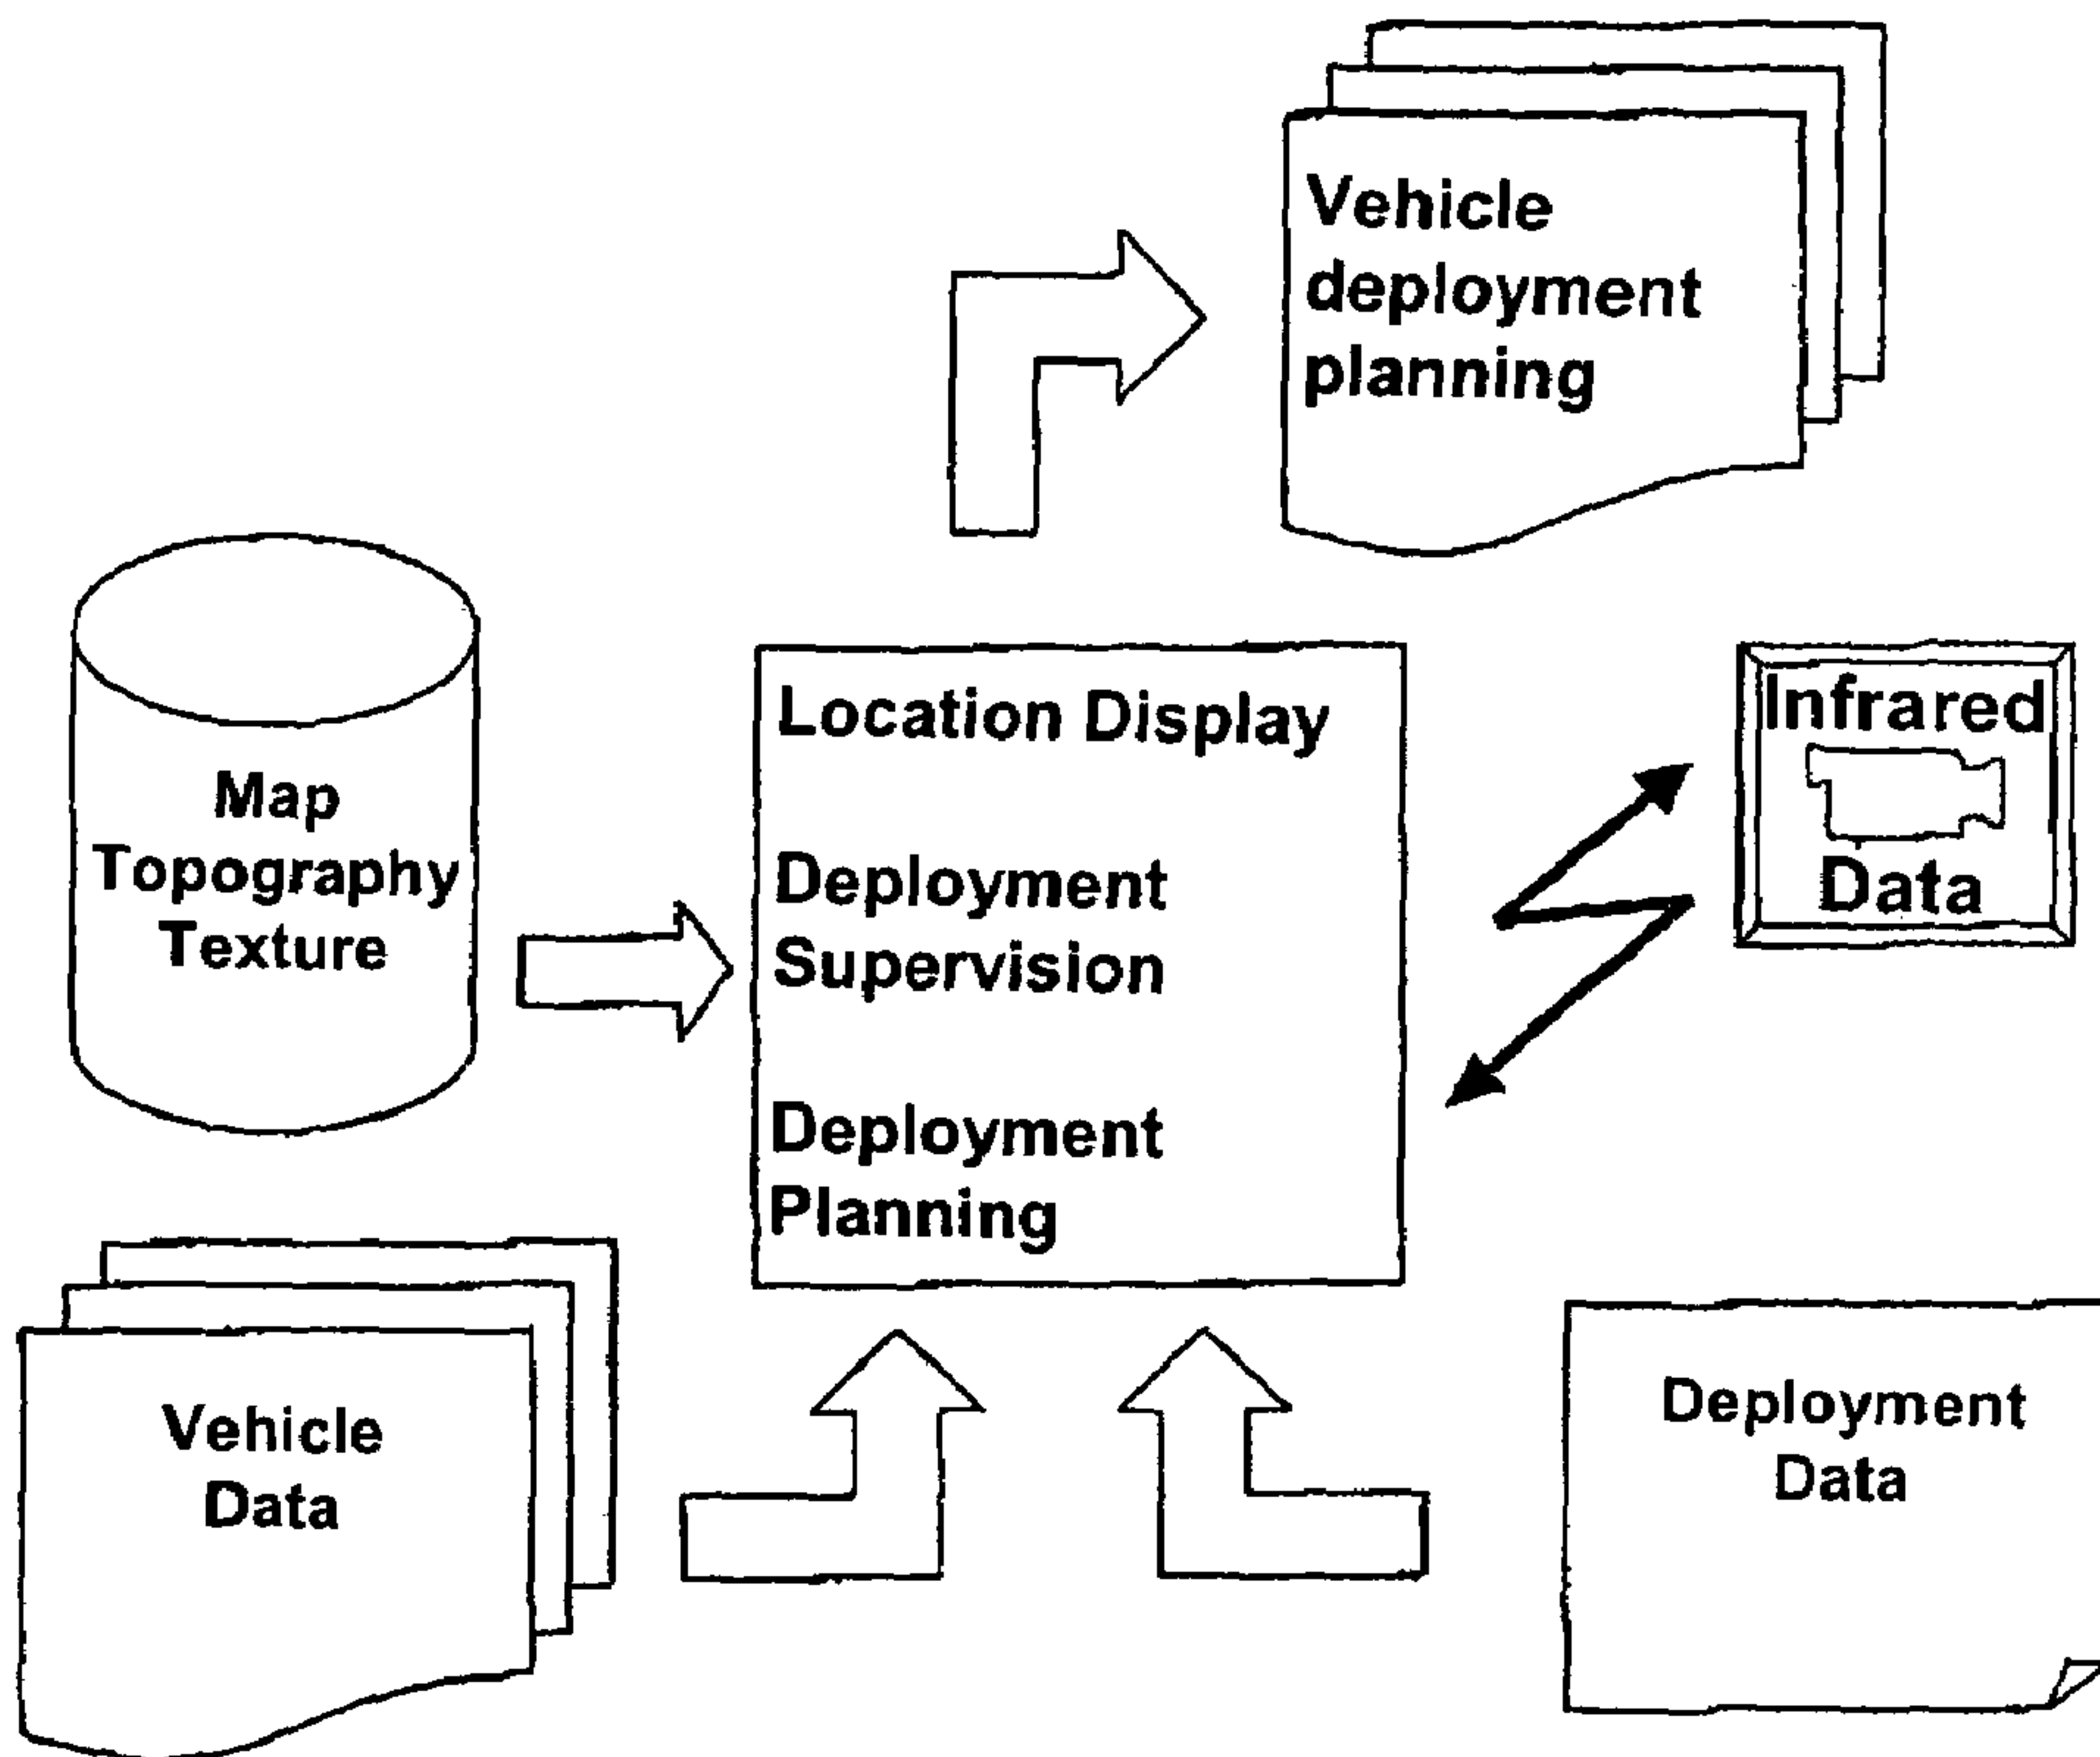 Vehicle
deployment
planning
Map
Topography
Texture
Location Display
Deployment
Supervision
Deployment
Planning
Infrared
Data
Vehicle
Data
Deployment
Data